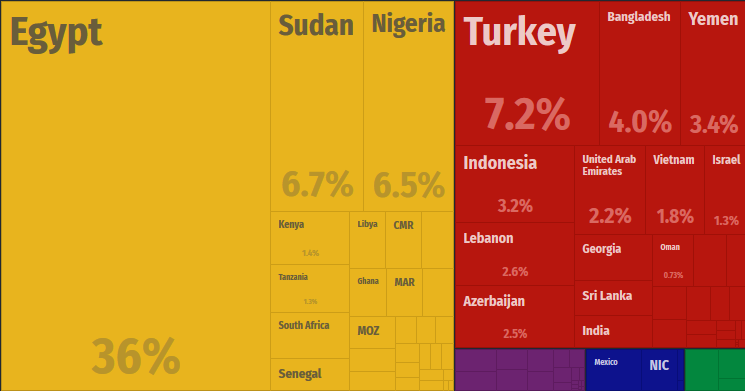 Egypt
36%
Sudan
6.7%
Nigeria
6.5%
Kenya
1.4%
Tanzania
1.3%
South Africa
Senegal
Libya
CMR
Ghana
MAR
MOZ
Turkey
7.2%
Bangladesh
4.0%
Yemen
3.4%
Indonesia
3.2%
Lebanon
2.6%
Azerbaijan
2.5%
United Arab
Emirates
2.2%
Vietnam
1.8%
Israel
1.3%
Georgia
Oman
0.73%
Sri Lanka
India
Mexico
NIC